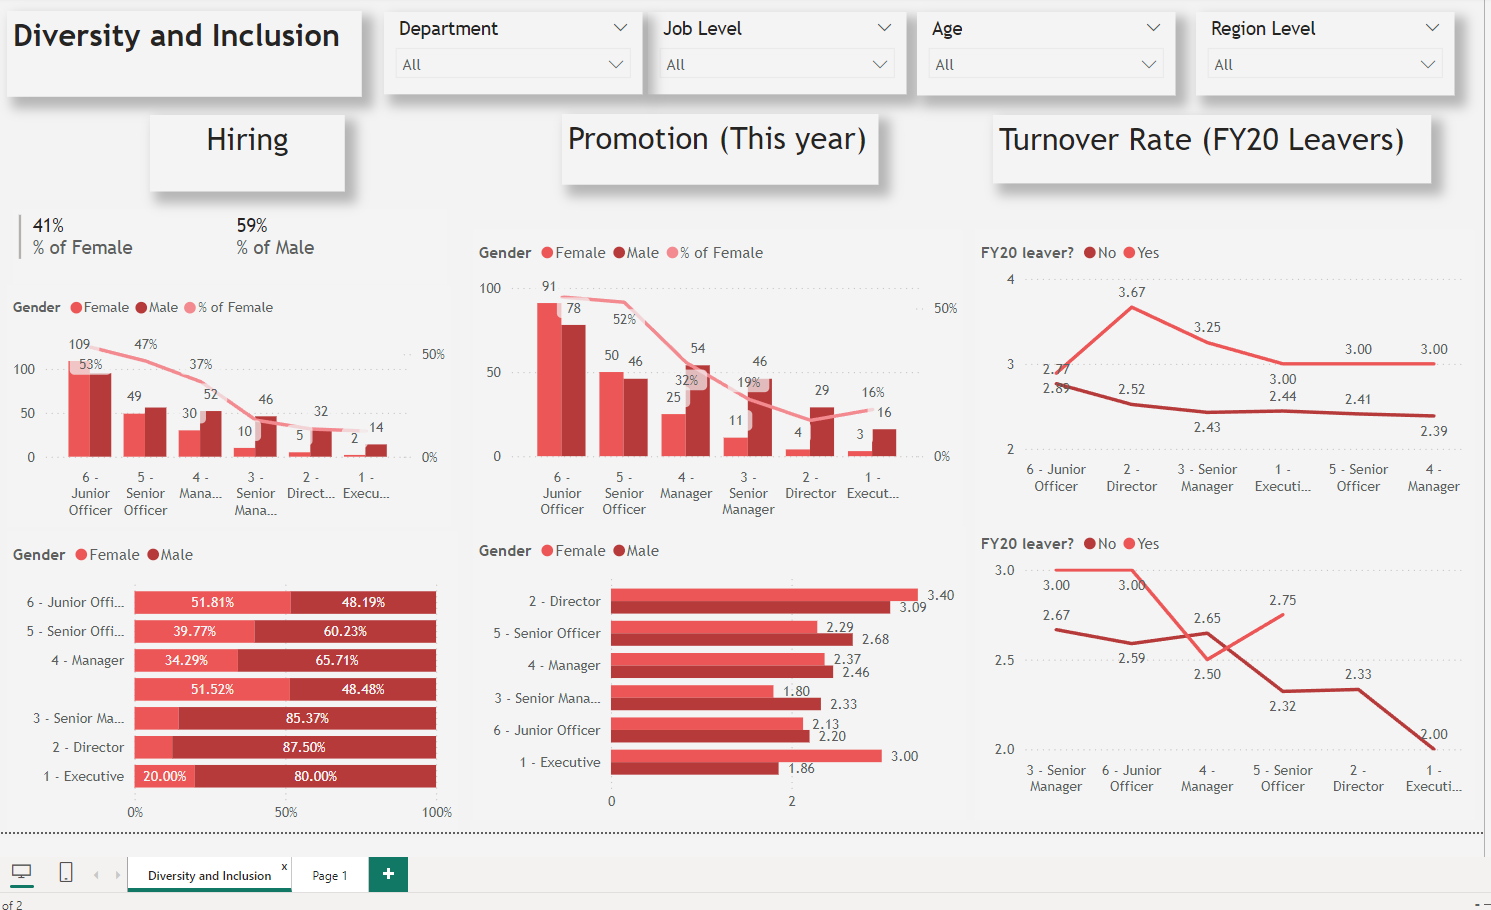 Diversity and Inclusion
Department
All
Job Level
All
Age
All
Region Level
All
Hiring
Promotion (This year)
Turnover Rate (FY20 Leavers)
41%
% of Female
59%
% of Male
Gender Female Male % of Female
100
50
0
50%
0%
109
53%
47%
49
37%
30
52
46
10
32
5
14
2
6 -
Junior
Officer
5 -
Senior
Officer
4 -
Mana...
3 -
Senior
Mana...
2 -
Direct...
1 -
Execu...
Gender Female Male
6 - Junior Offi... 51.81% 48.19%
5 - Senior Offi... 39.77% 60.23%
4 - Manager 34.29% 65.71%
51.52% 48.48%
3 - Senior Ma... 85.37%
2 - Director 87.50%
1 - Executive 20.00% 80.00%
0% 50% 100%
Gender Female Male % of Female
100
50
0
50%
0%
91
78
52%
50 46
54
32%
25
46
19%
11
29
4
16%
16
3
6 -
Junior
Officer
5 -
Senior
Officer
4 -
Manager
3 -
Senior
Manager
2 -
Director
1 -
Execut...
Gender Female Male
2 - Director 3.40
3.09
5 - Senior Officer 2.29
2.68
4 - Manager 2.37
2.46
3 - Senior Mana... 1.80
2.33
6 - Junior Officer 2.13
2.20
1 - Executive 3.00
1.86
0 2
FY20 leaver? No Yes
4
3
2
2.77
2.89
3.67
2.52
3.25
2.43
3.00
2.44
3.00
2.41
3.00
2.39
6 - Junior
Officer
2 -
Director
3 - Senior
Manager
1 -
Executi...
5 - Senior
Officer
4 -
Manager
FY20 leaver? No Yes
3.0
2.5
2.0
3.00
2.67
3.00
2.59
2.65
2.50
2.75
2.32
2.33
2.00
3 - Senior
Manager
6 - Junior
Officer
4 -
Manager
5 - Senior
Officer
2 -
Director
1 -
Executi...
Diversity and Inclusion x
Page 1
+
of 2